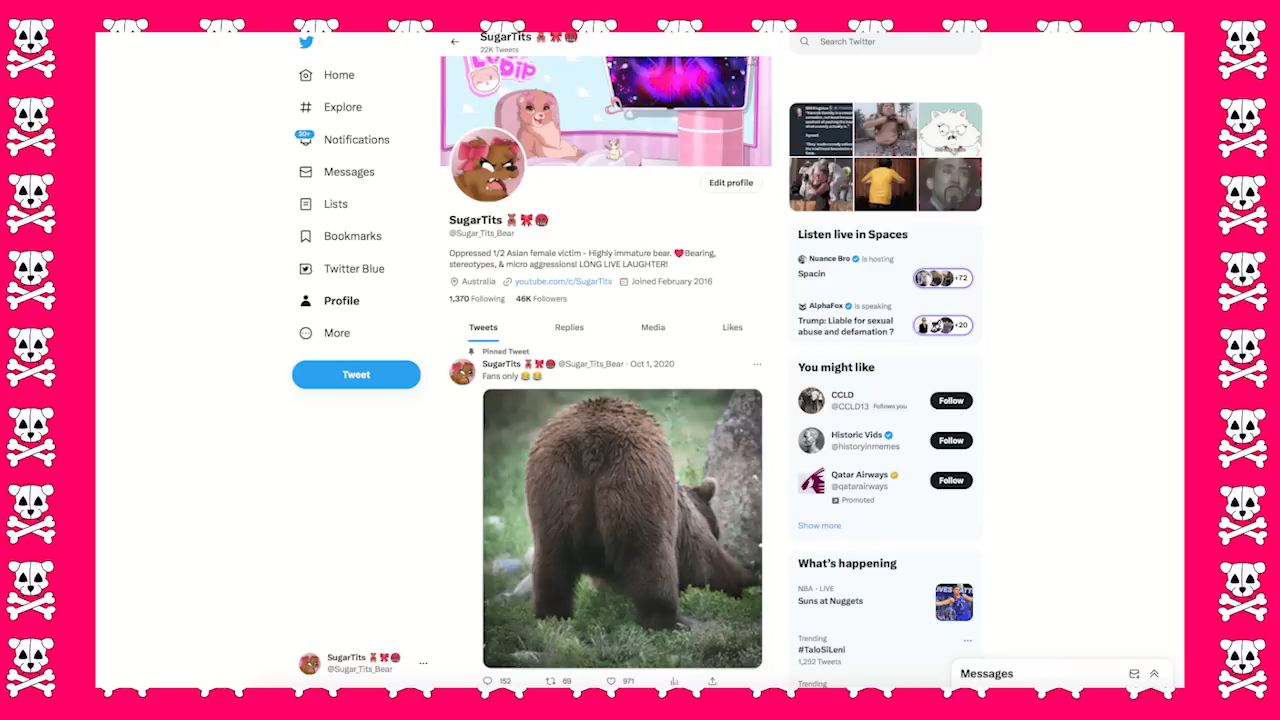 SugarTits
22K Tweets
Search Twitter
Home
Explore
20+
Notifications
Messages
Lists
Bookmarks
Twitter Blue
Profile
More
Tweet
SugarTits
@Sugar_Tits_Bear
Edit profile
SugarTits
@Sugar_Tits_Bear
Oppressed 1/2 Asian female victim - Highly immature bear. ❤️Bearing,
stereotypes, & micro aggressions! LONG LIVE LAUGHTER!
Australia youtube.com/c/SugarTits Joined February 2016
1,370 Following 46K Followers
Tweets Replies Media Likes
Pinned Tweet
SugarTits @Sugar_Tits_Bear · Oct 1, 2020
Fans only 😂😂
152 89 971
Listen live in Spaces
Nuance Bro is hosting
Spacin
+72
AlphaFox is speaking
Trump: Liable for sexual
abuse and defamation ?
+20
You might like
CCLD
@CCLD13 Follows you
Follow
Historic Vids
@historyinmemes
Follow
Qatar Airways
@qatarairways
Promoted
Follow
Show more
What's happening
NBA · LIVE
Suns at Nuggets
Trending
#TaloSiLeni
1,252 Tweets
Trending
Messages